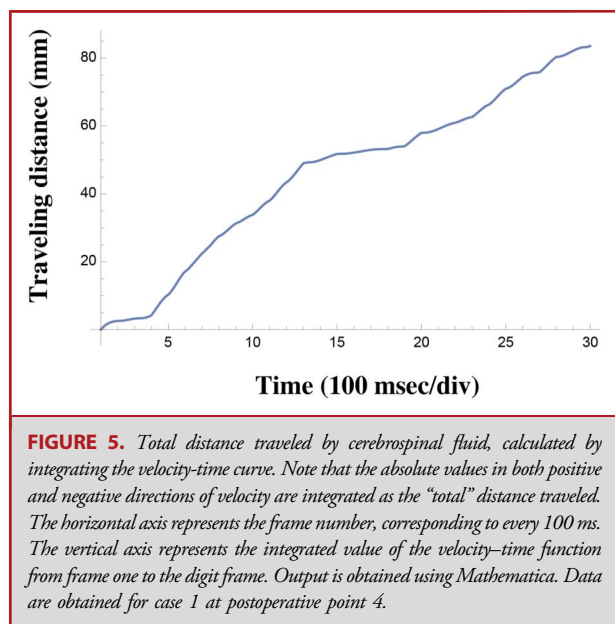 Traveling distance (mm)
80
60
40
20
5 10 15 20 25 30
Time (100 msec/div)
FIGURE 5. Total distance traveled by cerebrospinal fluid, calculated by
integrating the velocity-time curve. Note that the absolute values in both positive
and negative directions of velocity are integrated as the “total” distance traveled.
The horizontal axis represents the frame number, corresponding to every 100 ms.
The vertical axis represents the integrated value of the velocity–time function
from frame one to the digit frame. Output is obtained using Mathematica. Data
are obtained for case 1 at postoperative point 4.